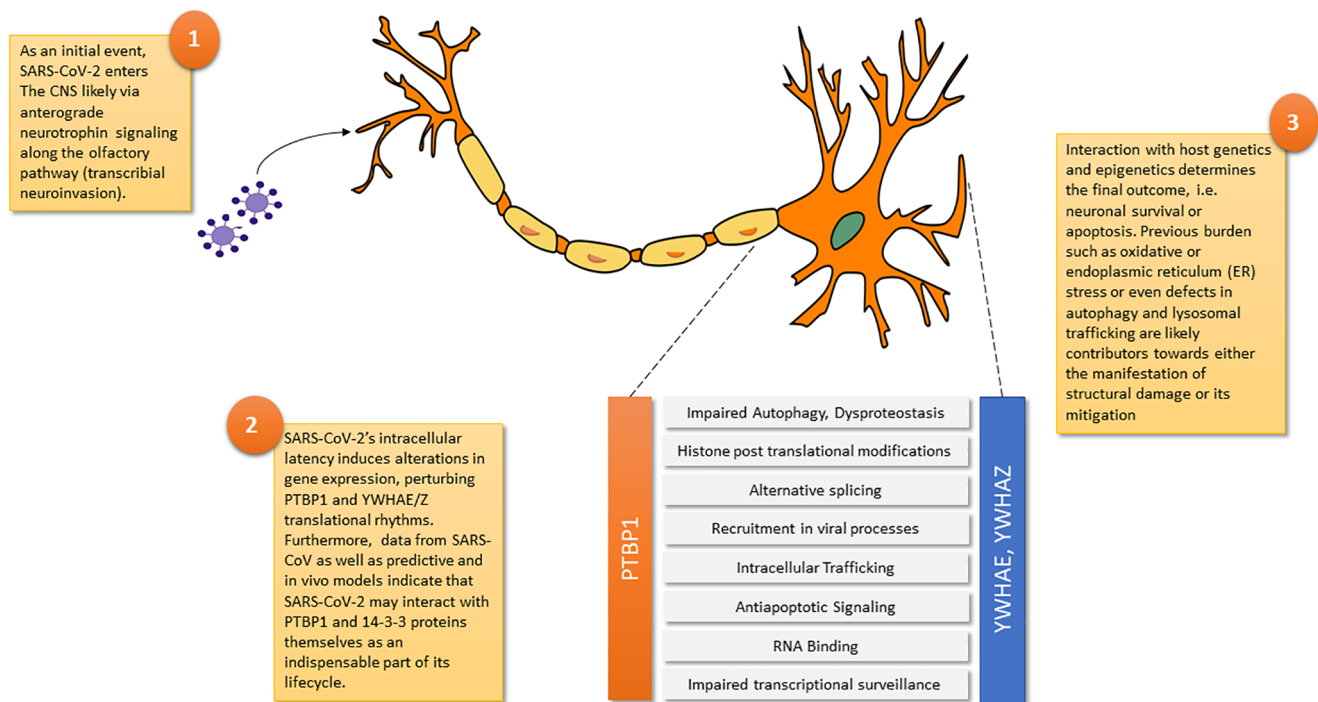 1
As an initial event,
SARS-CoV-2 enters
The CNS likely via
anterograde
neurotrophin signaling
along the olfactory
pathway (transcribial
neuroinvasion).
2
SARS-CoV-2’s intracellular
latency induces alterations in
gene expression, perturbing
PTBP1 and YWHAE/Z
translational rhythms.
Furthermore, data from SARS-
CoV as well as predictive and
in vivo models indicate that
SARS-CoV-2 may interact with
PTBP1 and 14-3-3 proteins
themselves as an
indispensable part of its
lifecycle.
PTBP1
Impaired Autophagy, Dysproteostasis
Histone post translational modifications
Alternative splicing
Recruitment in viral processes
Intracellular Trafficking
Antiapoptotic Signaling
RNA Binding
Impaired transcriptional surveillance
YWHAE, YWHAZ
3
Interaction with host genetics
and epigenetics determines
the final outcome, i.e.
neuronal survival or
apoptosis. Previous burden
such as oxidative or
endoplasmic reticulum (ER)
stress or even defects in
autophagy and lysosomal
trafficking are likely
contributors towards either
the manifestation of
structural damage or its
mitigation